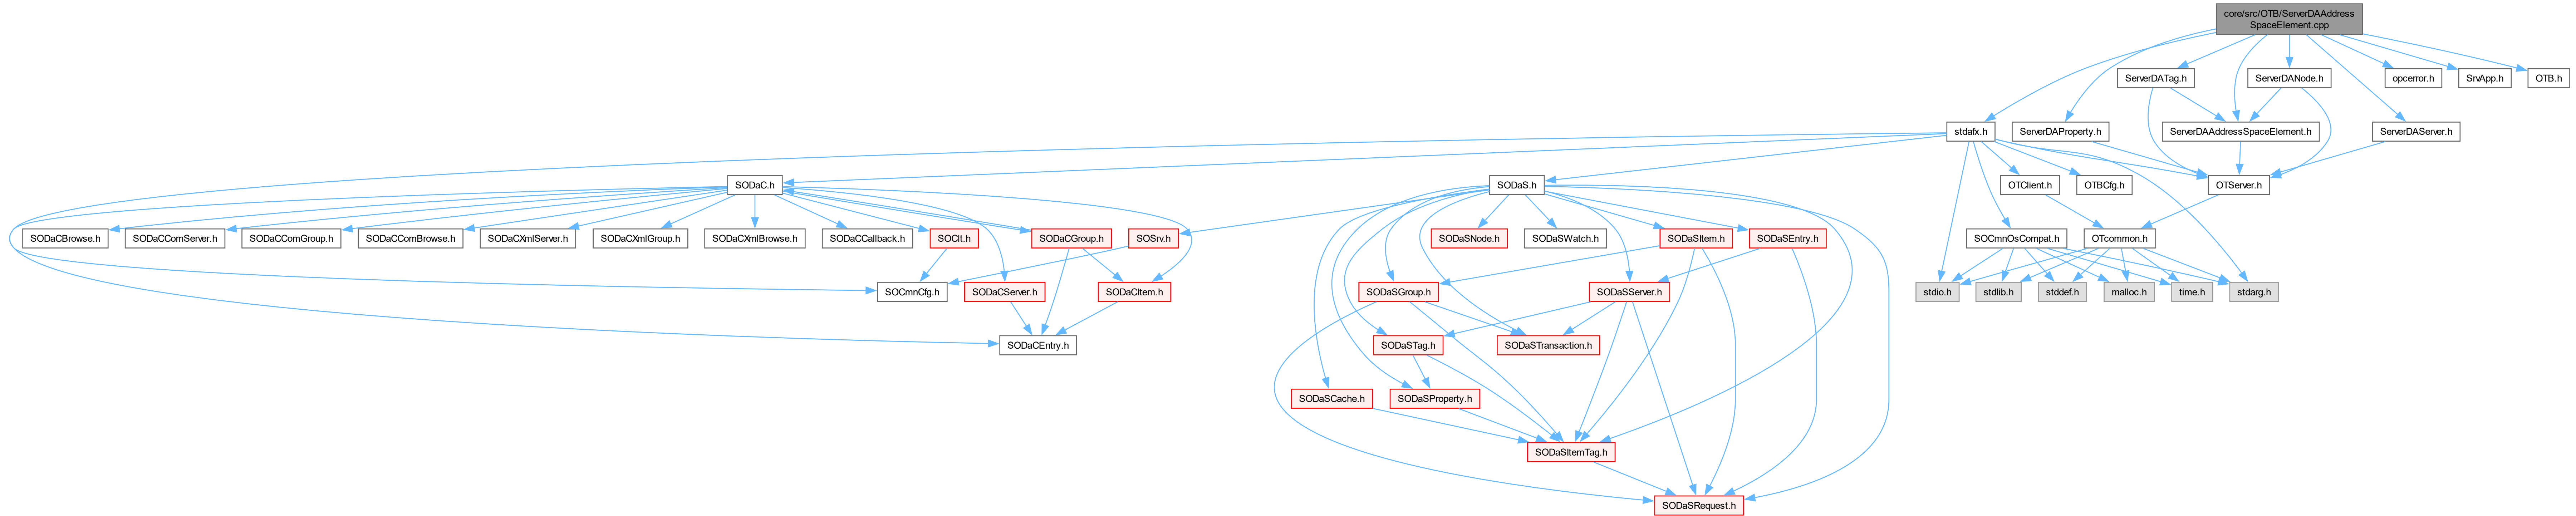 core/src/OTB/ServerDAAddress
SpaceElement.cpp
ServerDATag.h
ServerDANode.h
opcerror.h
SrvApp.h
OTB.h
stdafx.h
ServerDAProperty.h
ServerDAAddressSpaceElement.h
ServerDAServer.h
SODaC.h
SODaS.h
OTClient.h
OTBCfg.h
OTServer.h
SODaCBrowse.h
SODaCComServer.h
SODaCComGroup.h
SODaCComBrowse.h
SODaCXmlServer.h
SODaCXmlGroup.h
SODaCXmlBrowse.h
SODaCCallback.h
SOClt.h
SODaCGroup.h
SOSrv.h
SODaSNode.h
SODaSWatch.h
SODaSItem.h
SODaSEntry.h
SOCmnOsCompat.h
OTcommon.h
SOCmnCfg.h
SODaCServer.h
SODaCItem.h
SODaSGroup.h
SODaSServer.h
stdio.h
stdlib.h
stddef.h
malloc.h
time.h
stdarg.h
SODaCEntry.h
SODaSTag.h
SODaSTransaction.h
SODaSCache.h
SODaSProperty.h
SODaSItemTag.h
SODaSRequest.h